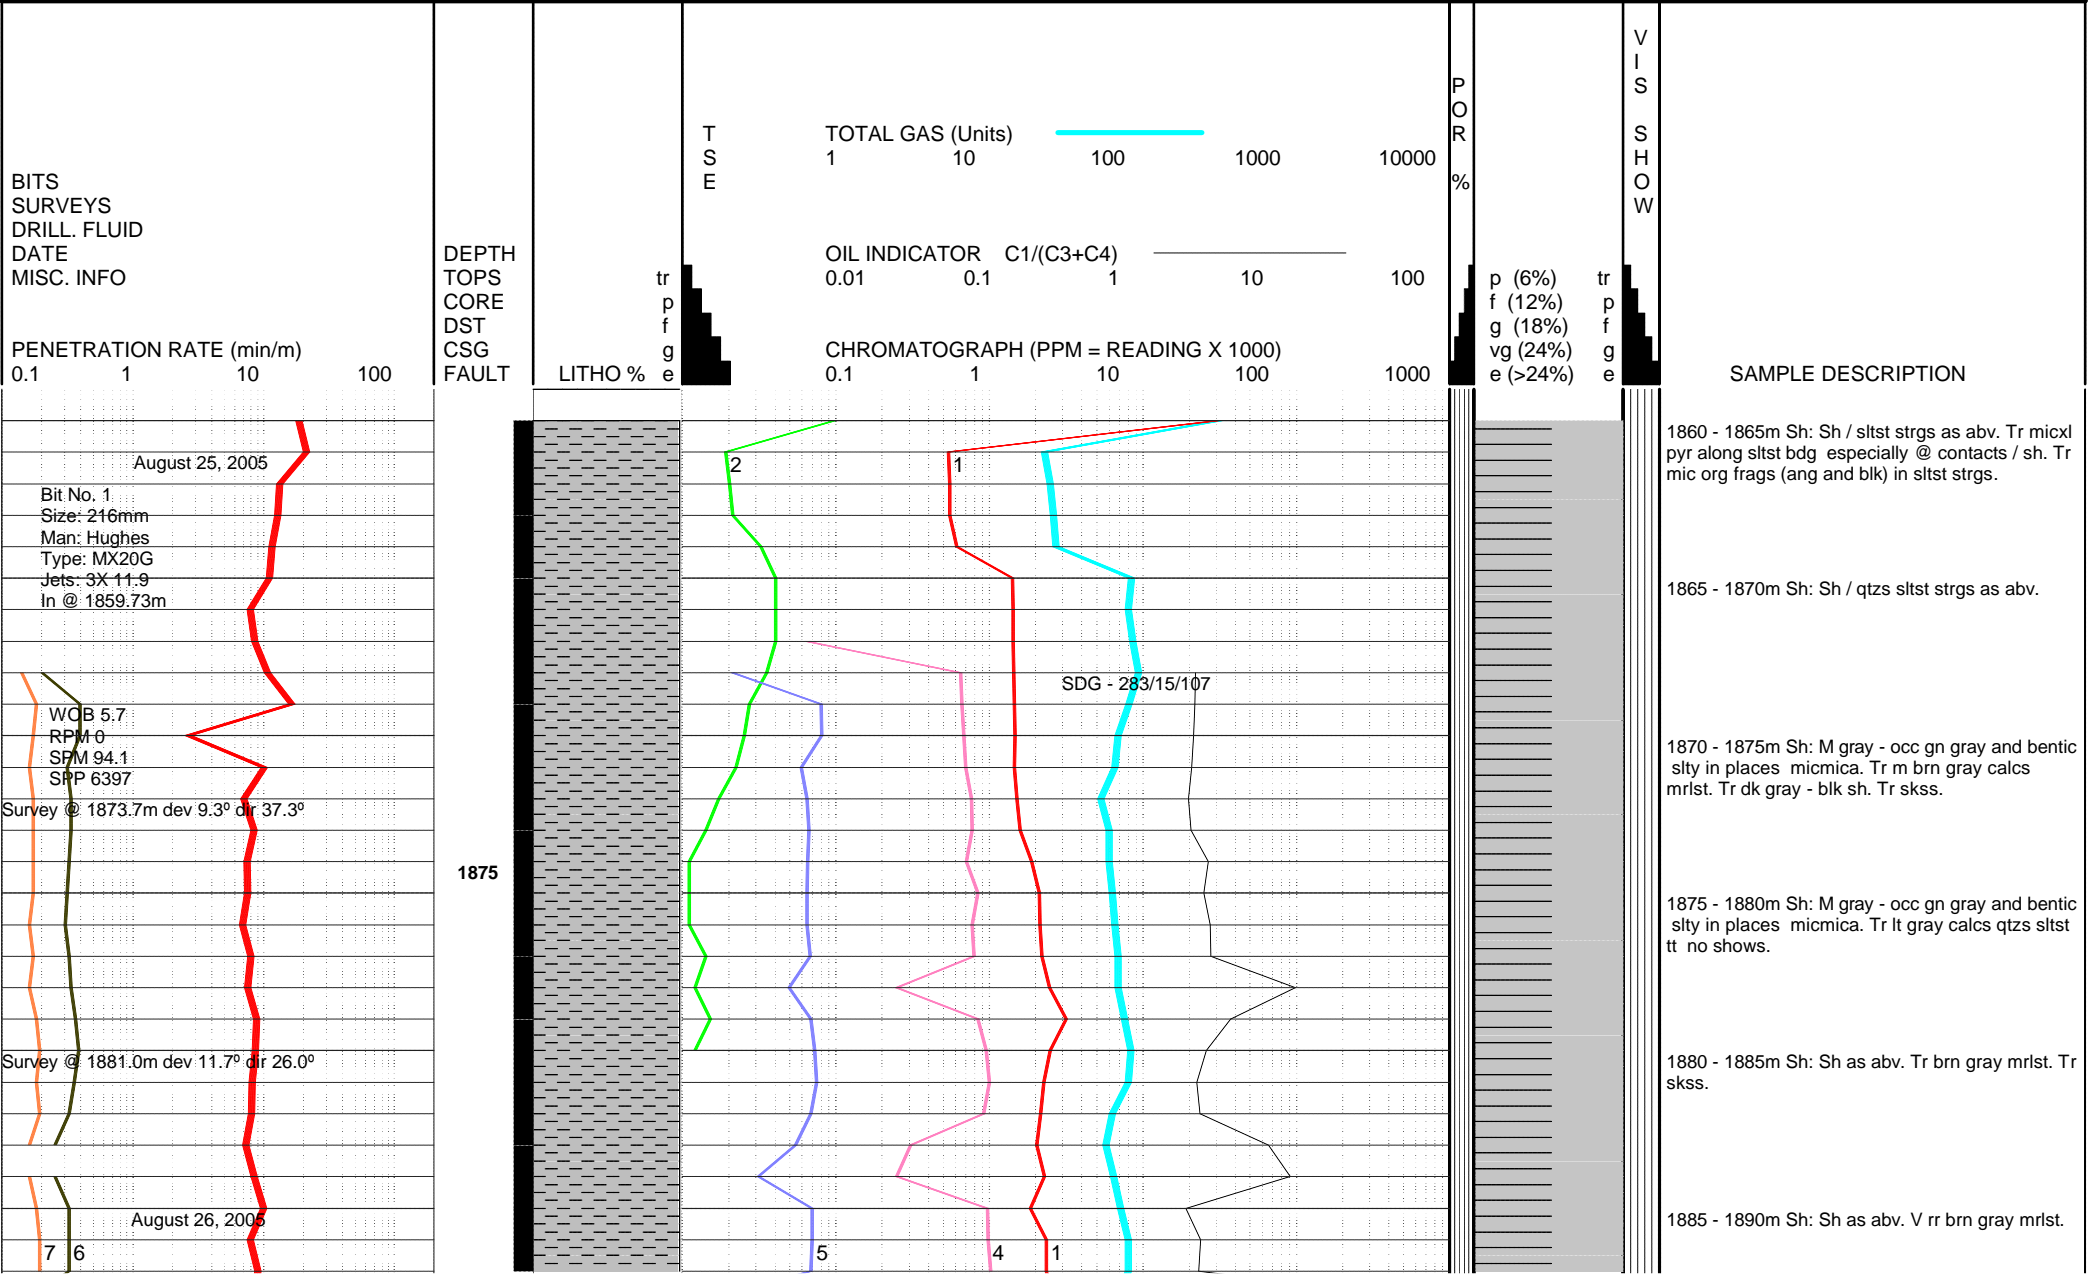 BITS
SURVEYS
DRILL. FLUID
DATE
MISC. INFO
PENETRATION RATE (min/m)
0.1 1 10 100
DEPTH
TOPS
CORE
DST
CSG
FAULT
LITHO %
tr
p
f
g
e
T
S
E
TOTAL GAS (Units)
1 10 100 1000 10000
OIL INDICATOR C1/(C3+C4)
0.01 0.1 1 10 100
CHROMATOGRAPH (PPM = READING X 1000)
0.1 1 10 100 1000
P
O
R
%
p (6%) tr
f (12%) p
g (18%) f
vg (24%) g
e (>24%) e
V
I
S
S
H
O
W
SAMPLE DESCRIPTION
August 25, 2005
Bit No. 1
Size: 216mm
Man: Hughes
Type: MX20G
Jets: 3X 11.9
In @ 1859.73m
WOB 5.7
RPM 0
SPM 94.1
SPP 6397
Survey @ 1873.7m dev 9.3º dir 37.3º
Survey @ 1881.0m dev 11.7º dir 26.0º
August 26, 2005
7 6
1875
2
1
SDG - 283/15/107
5
4
1
1860 - 1865m Sh: Sh / sltst strgs as abv. Tr micxl
pyr along sltst bdg especially @ contacts / sh. Tr
mic org frags (ang and blk) in sltst strgs.
1865 - 1870m Sh: Sh / qtzs sltst strgs as abv.
1870 - 1875m Sh: M gray - occ gn gray and bentic
slty in places micmica. Tr m brn gray calcs
mrlst. Tr dk gray - blk sh. Tr skss.
1875 - 1880m Sh: M gray - occ gn gray and bentic
slty in places micmica. Tr lt gray calcs qtzs sltst
tt no shows.
1880 - 1885m Sh: Sh as abv. Tr brn gray mrlst. Tr
skss.
1885 - 1890m Sh: Sh as abv. V rr brn gray mrlst.